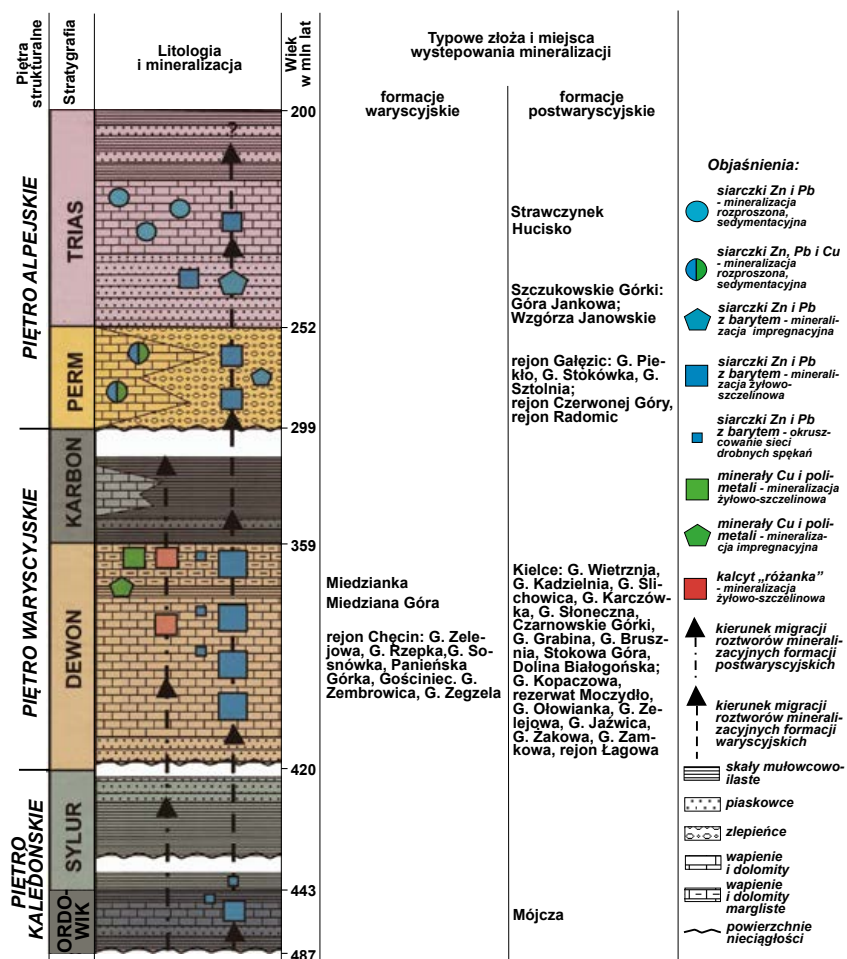 Piętra
strukturalne
Stratygrafia
Litologia
i mineralizacja
Wiek
w mln lat
Typowe złoża i miejsca
wystepowania mineralizacji
formacje
waryscyjskie
formacje
postwaryscyjskie
PIĘTRO ALPEJSKIE
PIĘTRO WARYSCYJSKIE
PIĘTRO
KALEDOŃSKIE
TRIAS
PERM
KARBON
DEWON
SYLUR
ORDO-
WIK
?
200
252
299
359
420
443
487
Miedzianka
Miedziana Góra
rejon Chęcin: G. Zele-
jowa, G. Rzepka,G. So-
snówka, Panieńska
Górka, Gościniec. G.
Zembrowica, G. Zegzela
Strawczynek
Hucisko
Szczukowskie Górki:
Góra Jankowa;
Wzgórza Janowskie
rejon Gałęzic: G. Pie-
kło, G. Stokówka, G.
Sztolnia;
rejon Czerwonej Góry,
rejon Radomic
Kielce: G. Wietrznja,
G. Kadzielnia, G. Śli-
chowica, G. Karczów-
ka, G. Słoneczna,
Czarnowskie Górki,
G. Grabina, G. Brusz-
nia, Stokowa Góra,
Dolina Białogońska;
G. Kopaczowa,
rezerwat Moczydło,
G. Ołowianka, G. Ze-
lejowa, G. Jaźwica,
G. Żakowa, G. Zam-
kowa, rejon Łagowa
Mójcza
Objaśnienia:
siarczki Zn i Pb
- mineralizacja
rozproszona,
sedymentacyjna
siarczki Zn, Pb i Cu
- mineralizacja
rozproszona,
sedymentacyjna
siarczki Zn i Pb
z barytem - minerali-
zacja impregnacyjna
siarczki Zn i Pb
z barytem - minerali-
zacja żyłowo-
szczelinowa
siarczki Zn i Pb
z barytem - okrusz-
cowanie sieci
drobnych spękań
minerały Cu i poli-
metali - mineralizacja
żyłowo-szczelinowa
minerały Cu i poli-
metali - mineraliza-
cja impregnacyjna
kalcyt „różanka”
- mineralizacja
żyłowo-szczelinowa
kierunek migracji
roztworów minerali-
zacyjnych formacji
postwaryscyjskich
kierunek migracji
roztworów minerali-
zacyjnych formacji
waryscyjskich
skały mułowcowo-
ilaste
piaskowce
zlepieńce
wapienie
i dolomity
wapienie
i dolomity
margliste
powierzchnie
nieciągłości